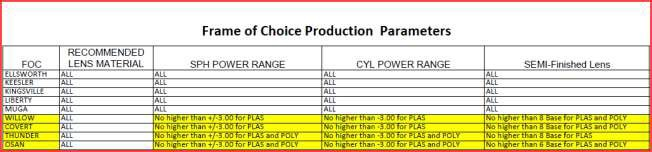 Frame of Choice Production Parameters
FOC RECOMMENDED LENS MATERIAL SPH POWER RANGE CYL POWER RANGE SEMI-Finished Lens
ELLSWORTH ALL ALL ALL ALL
KEESLER ALL ALL ALL ALL
KINGSVILLE ALL ALL ALL ALL
LIBERTY ALL ALL ALL ALL
MUGA ALL ALL ALL ALL
WILLOW ALL No higher than +/-3.00 for PLAS No higher than -3.00 for PLAS No higher than 8 Base for PLAS and POLY
COVERT ALL No higher than +/-3.00 for PLAS No higher than -3.00 for PLAS No higher than 8 Base for PLAS and POLY
THUNDER ALL No higher than +/-3.00 for PLAS and POLY No higher than -3.00 for PLAS and POLY No higher than 8 Base for PLAS and POLY
OSAN ALL No higher than +/-3.00 for PLAS and POLY No higher than -3.00 for PLAS and POLY No higher than 6 Base for PLAS and POLY